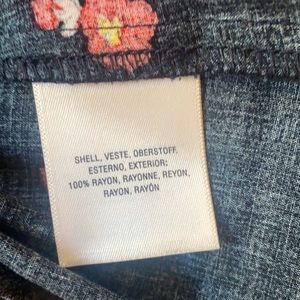 SHELL, VESTE, OBERSTOFF,
ESTERNO, EXTERIOR:
100% RAYON, RAYONNE, REYON,
RAYON, RAYÓN